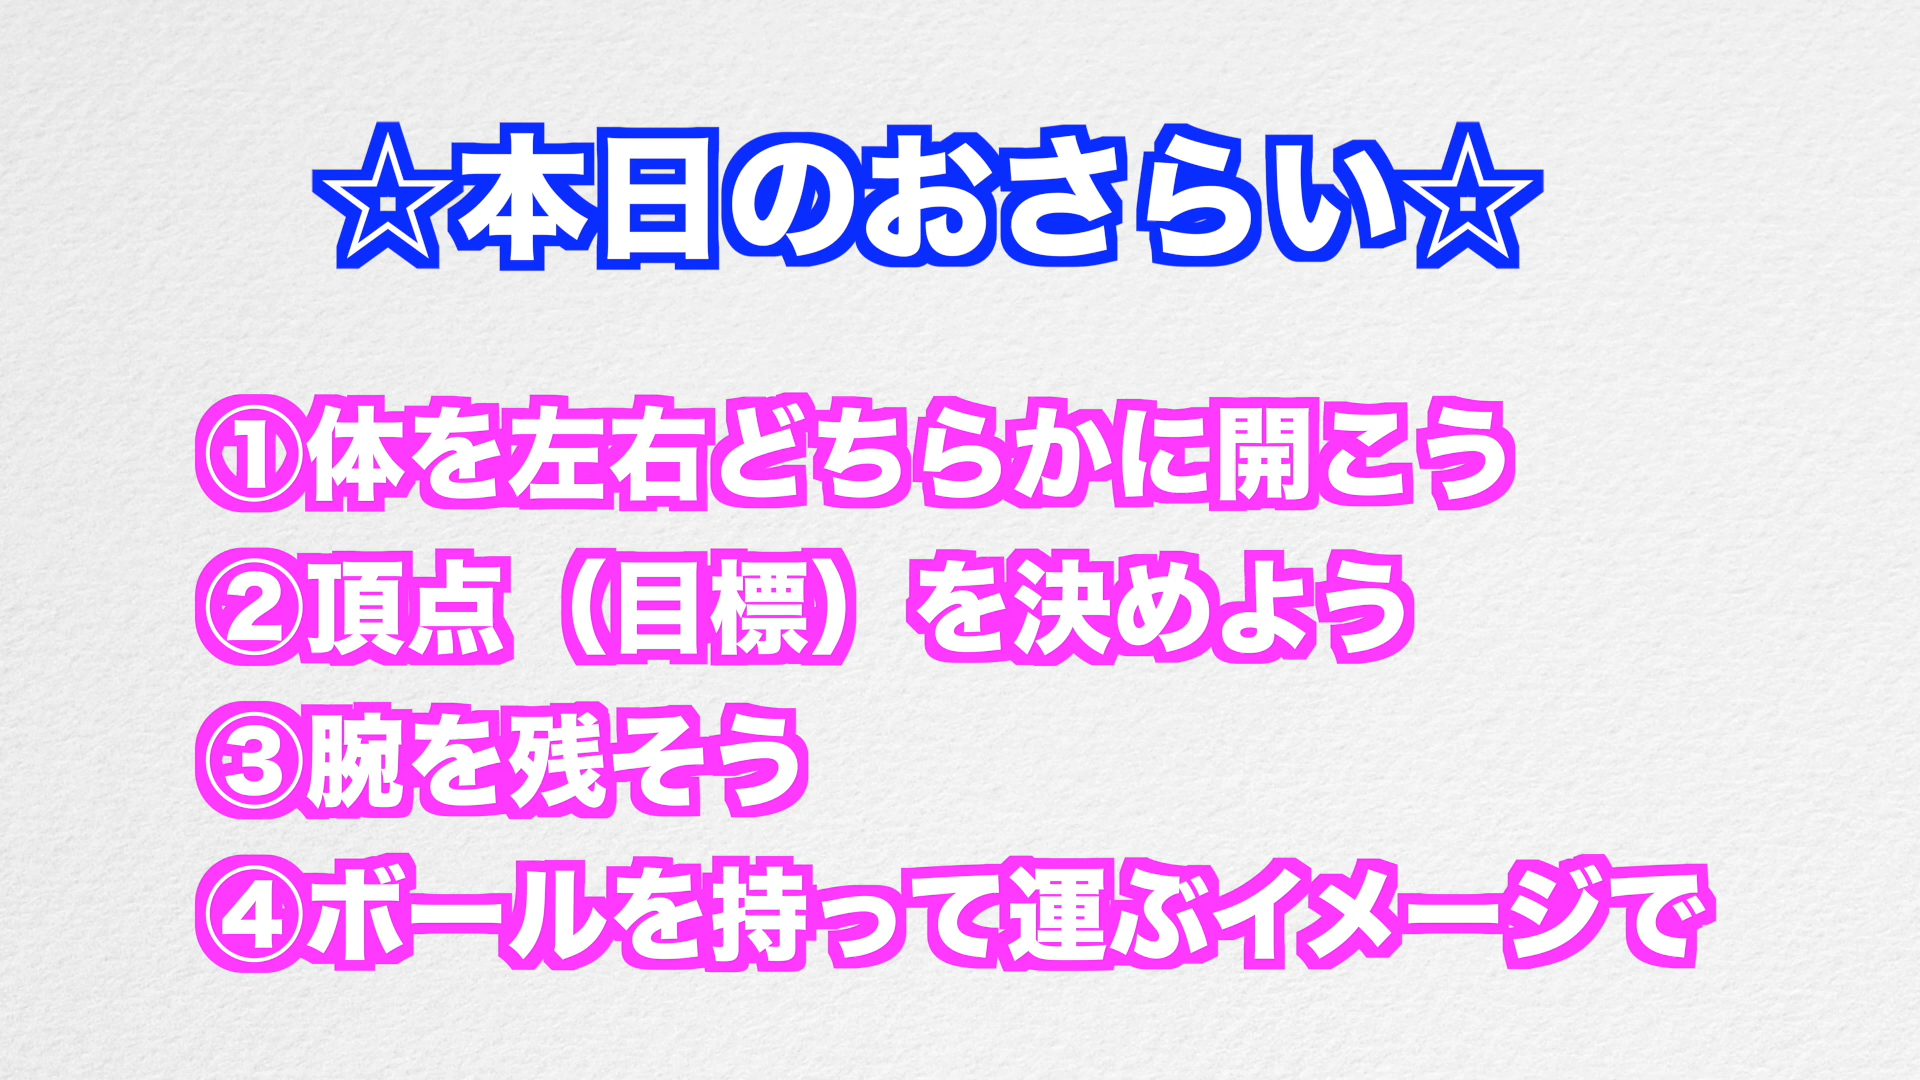 ☆本日のおさらい☆
①体を左右どちらかに開こう
②頂点（目標）を決めよう
③腕を残そう
④ボールを持って運ぶイメージで